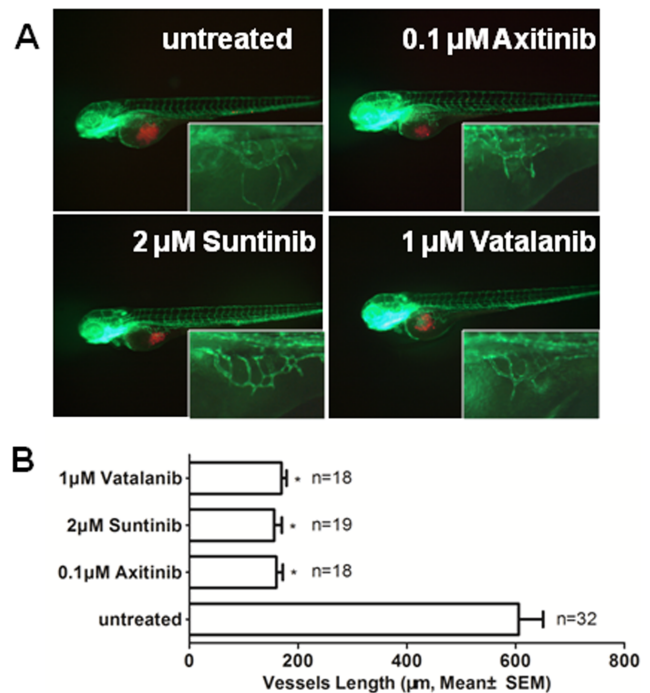 A
untreated
0.1 µM Axitinib
2 µM Suntinib
1 µM Vatalanib
B
1µM Vatalanib
* n=18
2µM Suntinib
* n=19
0.1µM Axitinib
* n=18
untreated
n=32
0 200 400 600 800
Vessels Length (µm, Mean± SEM)